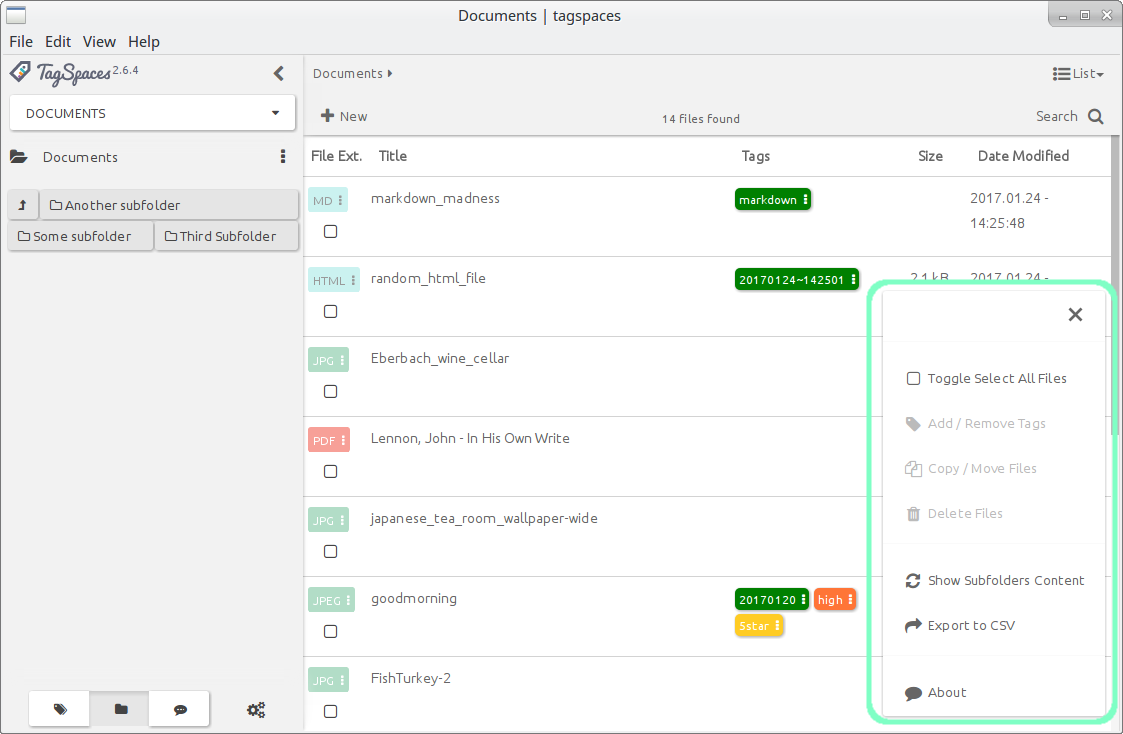 Documents | tagspaces
File Edit View Help
TagSpaces 2.6.4
Documents
List
DOCUMENTS
New
14 files found
Search
Documents
File Ext. Title Tags Size Date Modified
Another subfolder
Some subfolder Third Subfolder
MD markdown_madness markdown 2017.01.24 -
14:25:48
HTML random_html_file 20170124~142501 2.1 kB 2017.01.24 -
JPG Eberbach_wine_cellar
PDF Lennon, John - In His Own Write
JPG japanese_tea_room_wallpaper-wide
JPEG goodmorning 20170120 high
5star
JPG FishTurkey-2
Toggle Select All Files
Add / Remove Tags
Copy / Move Files
Delete Files
Show Subfolders Content
Export to CSV
About